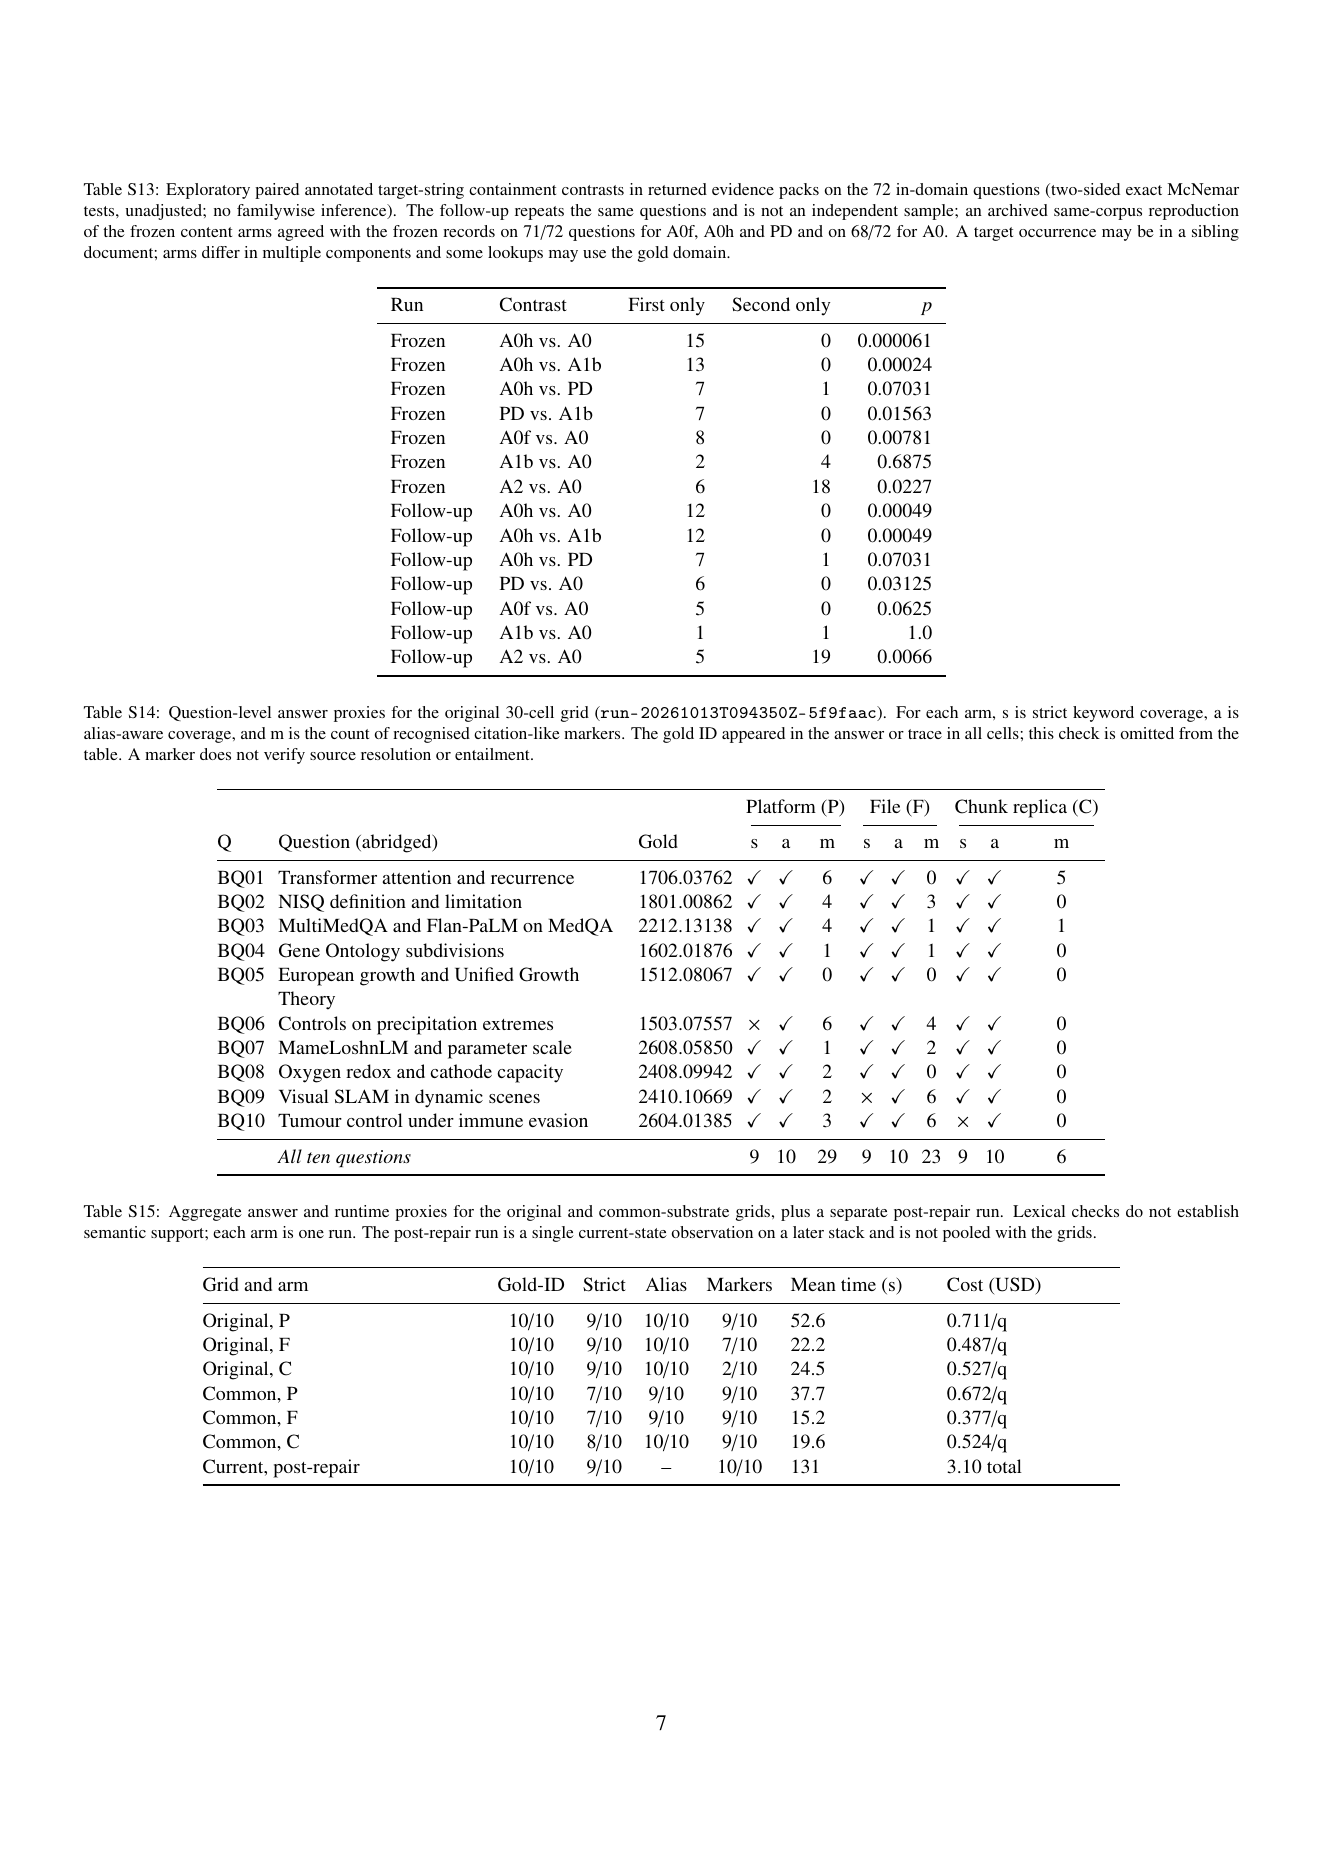 Table S13: Exploratory paired annotated target-string containment contrasts in returned evidence packs on the 72 in-domain questions (two-sided exact McNemar
tests, unadjusted; no familywise inference). The follow-up repeats the same questions and is not an independent sample; an archived same-corpus reproduction
of the frozen content arms agreed with the frozen records on 71/72 questions for A0f, A0h and PD and on 68/72 for A0. A target occurrence may be in a sibling
document; arms differ in multiple components and some lookups may use the gold domain.
Run Contrast First only Second only p
Frozen A0h vs. A0 15 0 0.000061
Frozen A0h vs. A1b 13 0 0.00024
Frozen A0h vs. PD 7 1 0.07031
Frozen PD vs. A1b 7 0 0.01563
Frozen A0f vs. A0 8 0 0.00781
Frozen A1b vs. A0 2 4 0.6875
Frozen A2 vs. A0 6 18 0.0227
Follow-up A0h vs. A0 12 0 0.00049
Follow-up A0h vs. A1b 12 0 0.00049
Follow-up A0h vs. PD 7 1 0.07031
Follow-up PD vs. A0 6 0 0.03125
Follow-up A0f vs. A0 5 0 0.0625
Follow-up A1b vs. A0 1 1 1.0
Follow-up A2 vs. A0 5 19 0.0066
Table S14: Question-level answer proxies for the original 30-cell grid (run-20261013T094350Z-5f9faac). For each arm, s is strict keyword coverage, a is
alias-aware coverage, and m is the count of recognised citation-like markers. The gold ID appeared in the answer or trace in all cells; this check is omitted from the
table. A marker does not verify source resolution or entailment.
Platform (P) File (F) Chunk replica (C)
Q Question (abridged) Gold s a m s a m s a m
BQ01 Transformer attention and recurrence 1706.03762 ✓ ✓ 6 ✓ ✓ 0 ✓ ✓ 5
BQ02 NISQ definition and limitation 1801.00862 ✓ ✓ 4 ✓ ✓ 3 ✓ ✓ 0
BQ03 MultiMedQA and Flan-PaLM on MedQA 2212.13138 ✓ ✓ 4 ✓ ✓ 1 ✓ ✓ 1
BQ04 Gene Ontology subdivisions 1602.01876 ✓ ✓ 1 ✓ ✓ 1 ✓ ✓ 0
BQ05 European growth and Unified Growth 1512.08067 ✓ ✓ 0 ✓ ✓ 0 ✓ ✓ 0
Theory
BQ06 Controls on precipitation extremes 1503.07557 × ✓ 6 ✓ ✓ 4 ✓ ✓ 0
BQ07 MameLoshnLM and parameter scale 2608.05850 ✓ ✓ 1 ✓ ✓ 2 ✓ ✓ 0
BQ08 Oxygen redox and cathode capacity 2408.09942 ✓ ✓ 2 ✓ ✓ 0 ✓ ✓ 0
BQ09 Visual SLAM in dynamic scenes 2410.10669 ✓ ✓ 2 × ✓ 6 ✓ ✓ 0
BQ10 Tumour control under immune evasion 2604.01385 ✓ ✓ 3 ✓ ✓ 6 × ✓ 0
All ten questions 9 10 29 9 10 23 9 10 6
Table S15: Aggregate answer and runtime proxies for the original and common-substrate grids, plus a separate post-repair run. Lexical checks do not establish
semantic support; each arm is one run. The post-repair run is a single current-state observation on a later stack and is not pooled with the grids.
Grid and arm Gold-ID Strict Alias Markers Mean time (s) Cost (USD)
Original, P 10/10 9/10 10/10 9/10 52.6 0.711/q
Original, F 10/10 9/10 10/10 7/10 22.2 0.487/q
Original, C 10/10 9/10 10/10 2/10 24.5 0.527/q
Common, P 10/10 7/10 9/10 9/10 37.7 0.672/q
Common, F 10/10 7/10 9/10 9/10 15.2 0.377/q
Common, C 10/10 8/10 10/10 9/10 19.6 0.524/q
Current, post-repair 10/10 9/10 – 10/10 131 3.10 total
7